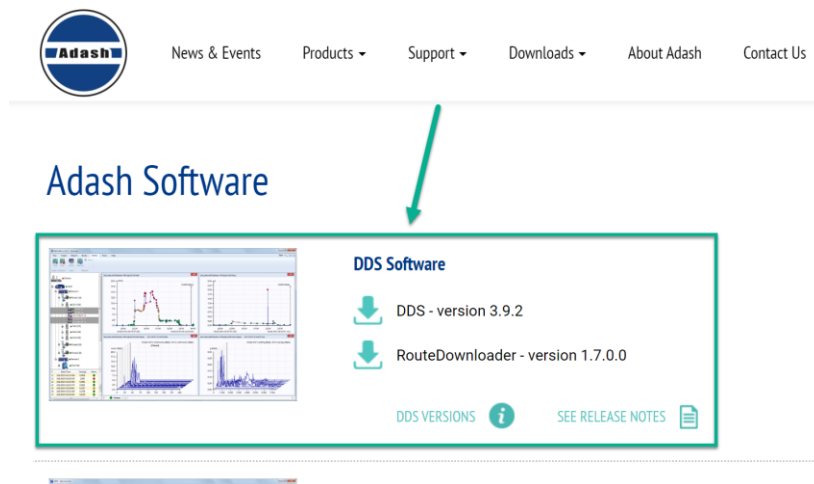 Adash
News & Events
Products
Support
Downloads
About Adash
Contact Us
Adash Software
DDS Software
DDS - version 3.9.2
RouteDownloader - version 1.7.0.0
DDS VERSIONS
SEE RELEASE NOTES